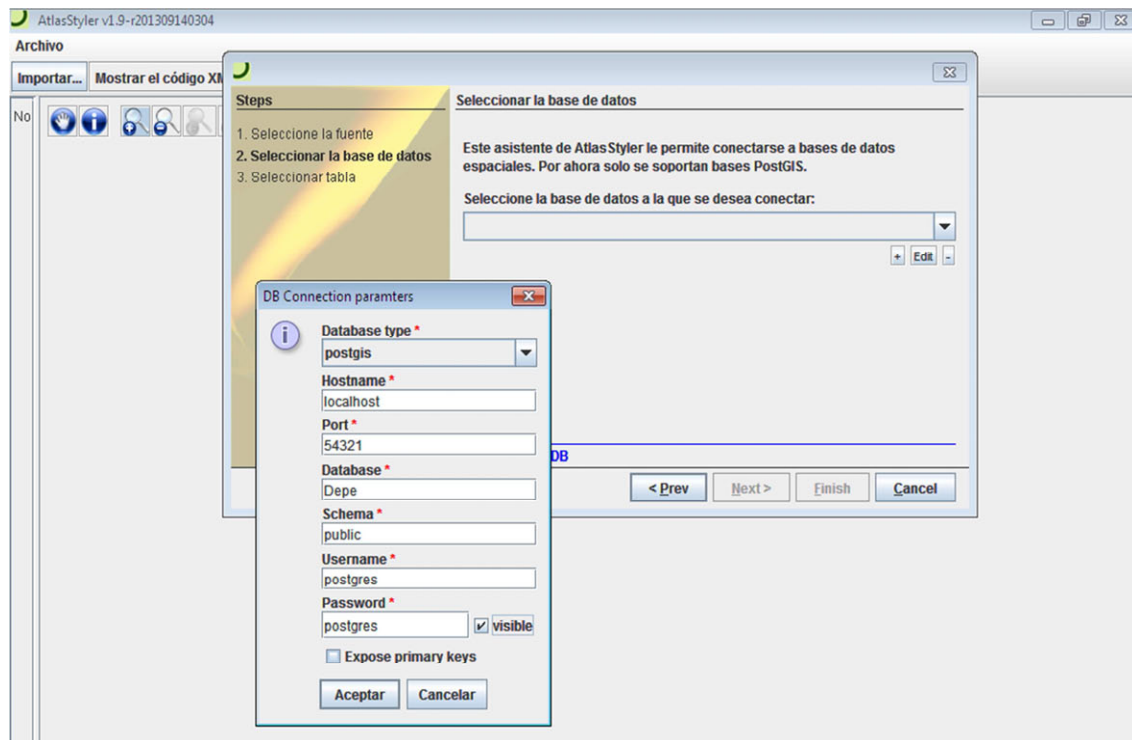 AtlasStyler v1.9-r201309140304
Archivo
Importar... Mostrar el código XM
No
Steps
1. Seleccione la fuente
2. Seleccionar la base de datos
3. Seleccionar tabla
Seleccionar la base de datos
Este asistente de AtlasStyler le permite conectarse a bases de datos
espaciales. Por ahora solo se soportan bases PostGIS.
Seleccione la base de datos a la que se desea conectar:
+ Edit -
DB
< Prev Next > Finish Cancel
DB Connection paramters
Database type *
postgis
Hostname *
localhost
Port *
54321
Database *
Depe
Schema *
public
Username *
postgres
Password *
postgres visible
Expose primary keys
Aceptar Cancelar